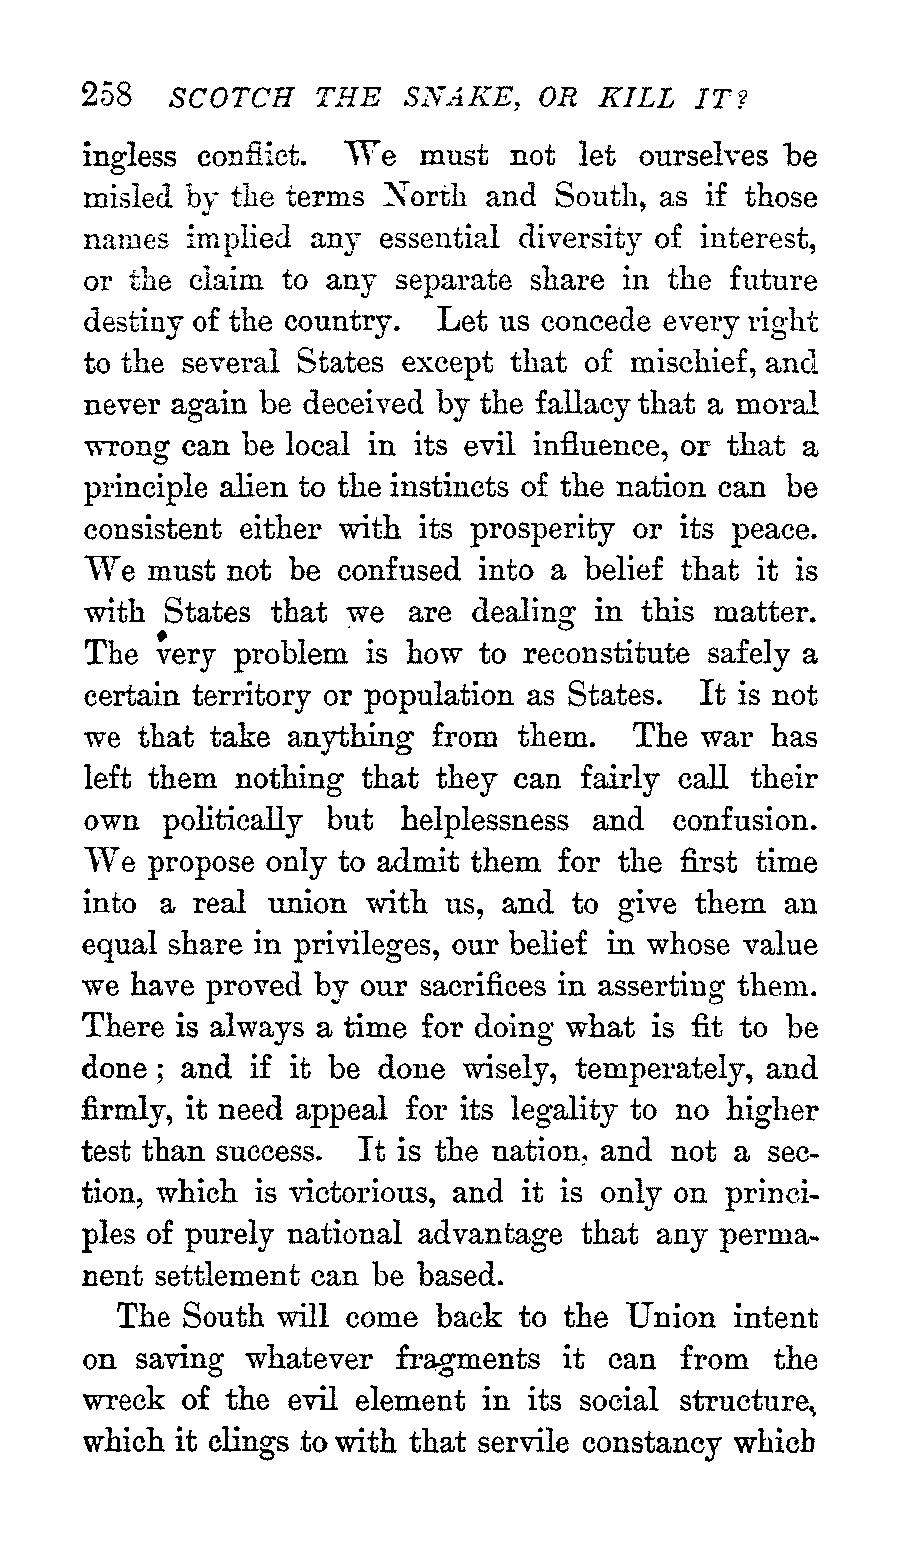 258 SCOTCH THE SNAKE, OR KILL IT?
ingless conflict. We must not let ourselves be
misled by the terms North and South, as if those
names implied any essential diversity of interest,
or the claim to any separate share in the future
destiny of the country. Let us concede every right
to the several States except that of mischief, and
never again be deceived by the fallacy that a moral
wrong can be local in its evil influence, or that a
principle alien to the instincts of the nation can be
consistent either with its prosperity or its peace.
We must not be confused into a belief that it is
with States that we are dealing in this matter.
The very problem is how to reconstitute safely a
certain territory or population as States. It is not
we that take anything from them. The war has
left them nothing that they can fairly call their
own politically but helplessness and confusion.
We propose only to admit them for the first time
into a real union with us, and to give them an
equal share in privileges, our belief in whose value
we have proved by our sacrifices in asserting them.
There is always a time for doing what is fit to be
done ; and if it be done wisely, temperately, and
firmly, it need appeal for its legality to no higher
test than success. It is the nation, and not a sec-
tion, which is victorious, and it is only on princi-
ples of purely national advantage that any perma-
nent settlement can be based.
The South will come back to the Union intent
on saving whatever fragments it can from the
wreck of the evil element in its social structure,
which it clings to with that servile constancy which